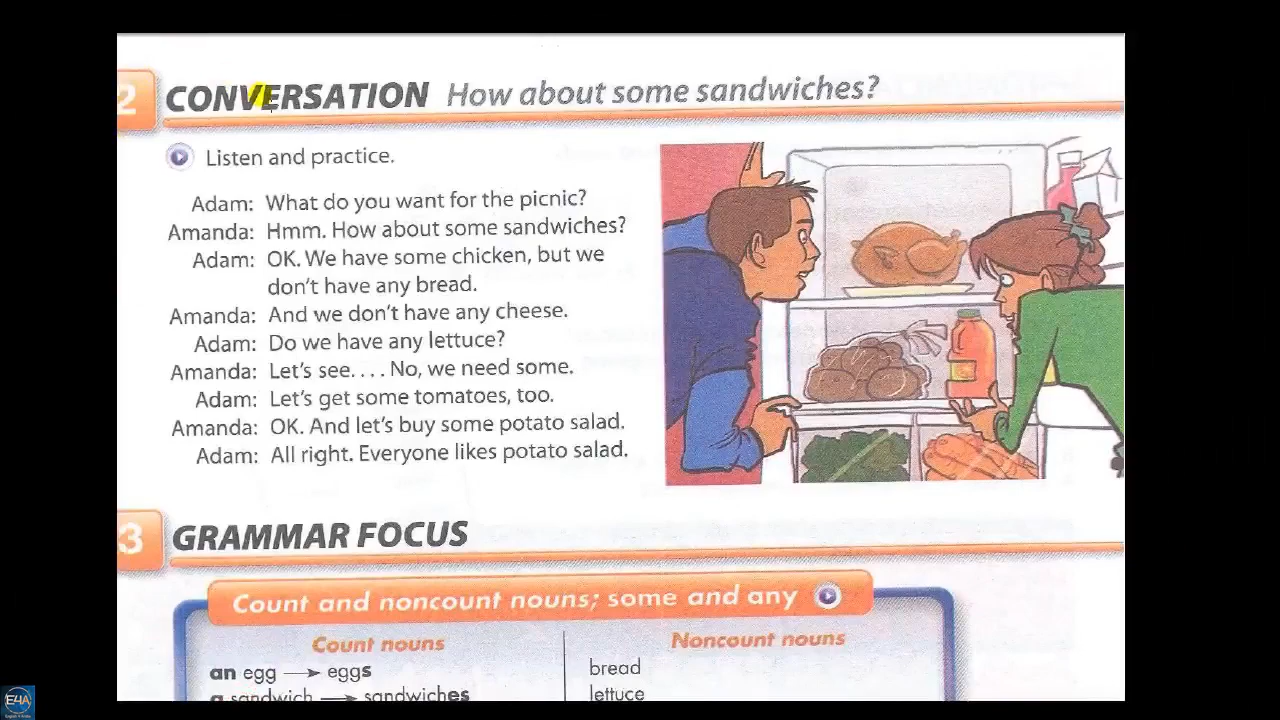 2 CONVERSATION How about some sandwiches?
Listen and practice.
Adam: What do you want for the picnic?
Amanda: Hmm. How about some sandwiches?
Adam: OK. We have some chicken, but we
don't have any bread.
Amanda: And we don't have any cheese.
Adam: Do we have any lettuce?
Amanda: Let's see. . . . No, we need some.
Adam: Let's get some tomatoes, too.
Amanda: OK. And let's buy some potato salad.
Adam: All right. Everyone likes potato salad.
3 GRAMMAR FOCUS
Count and noncount nouns; some and any
Count nouns Noncount nouns
an egg → eggs bread
a sandwich → sandwiches lettuce
E4A